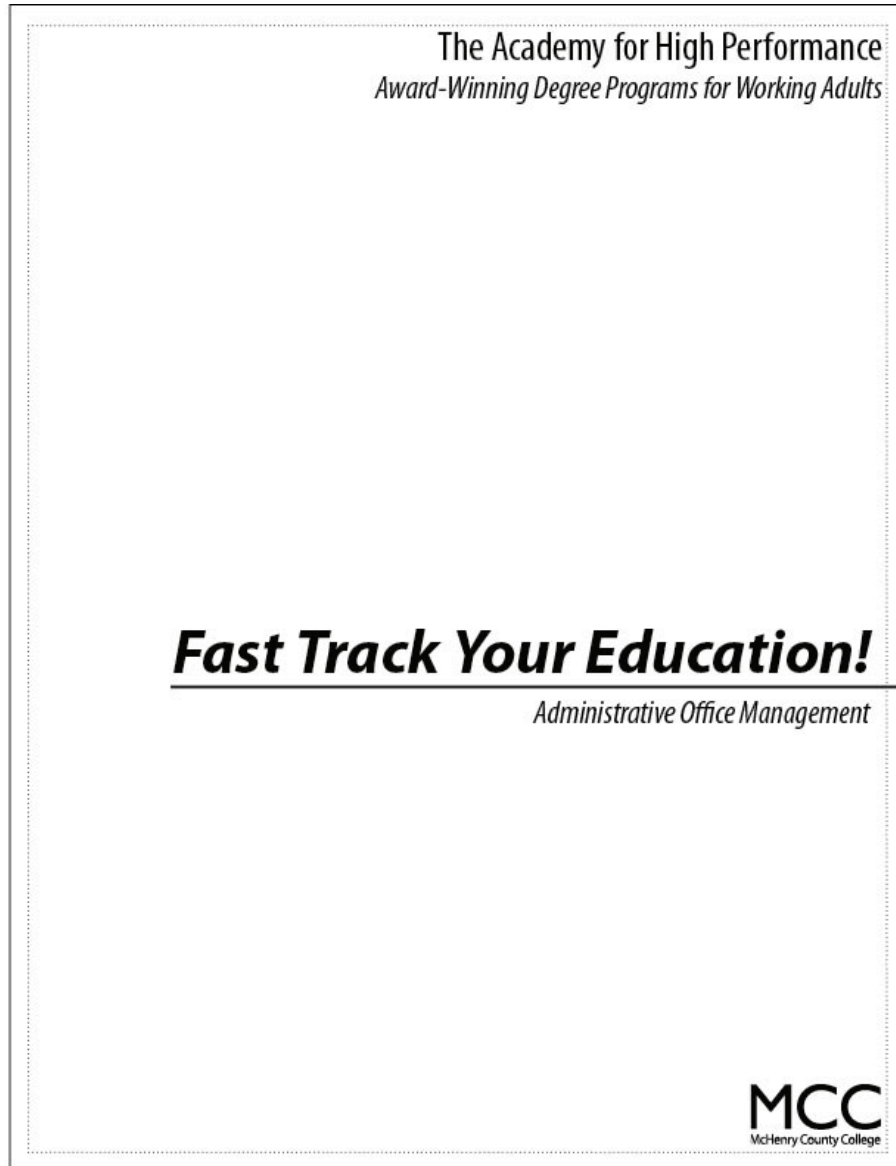 The Academy for High Performance
Award-Winning Degree Programs for Working Adults
Fast Track Your Education!
Administrative Office Management
MCC
McHenry County College